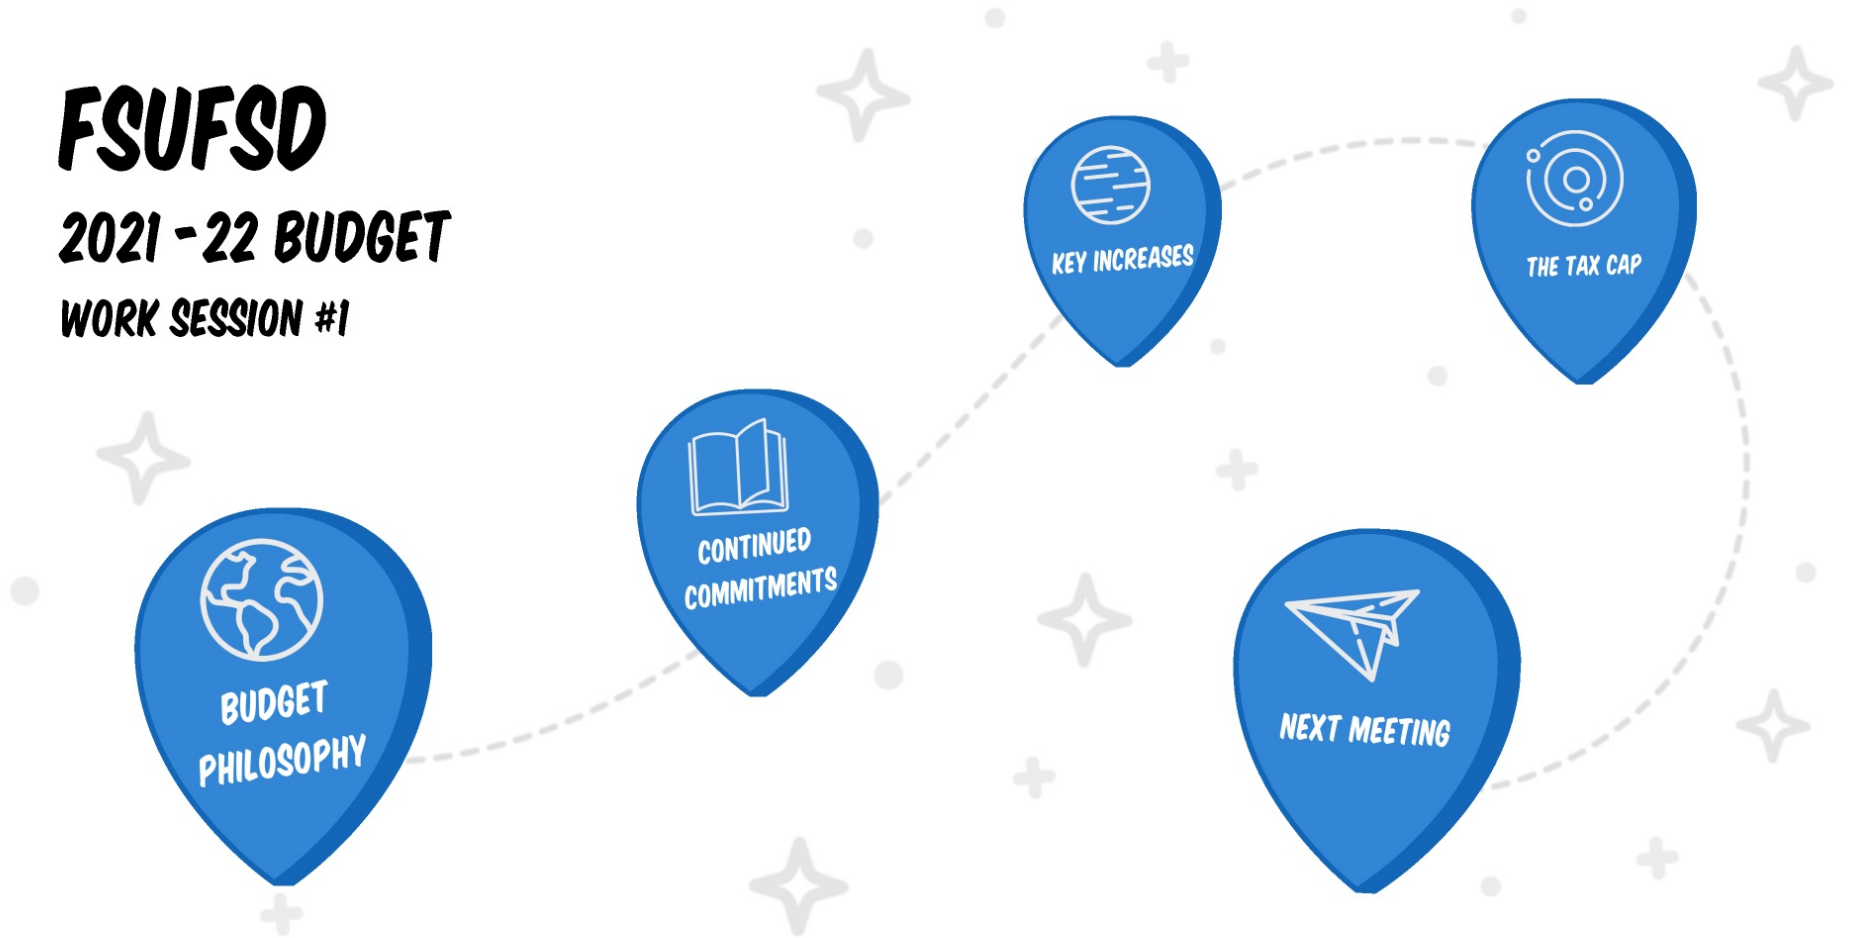 FSUFSD
2021-22 BUDGET
WORK SESSION #1
BUDGET
PHILOSOPHY
CONTINUED
COMMITMENTS
KEY INCREASES
THE TAX CAP
NEXT MEETING